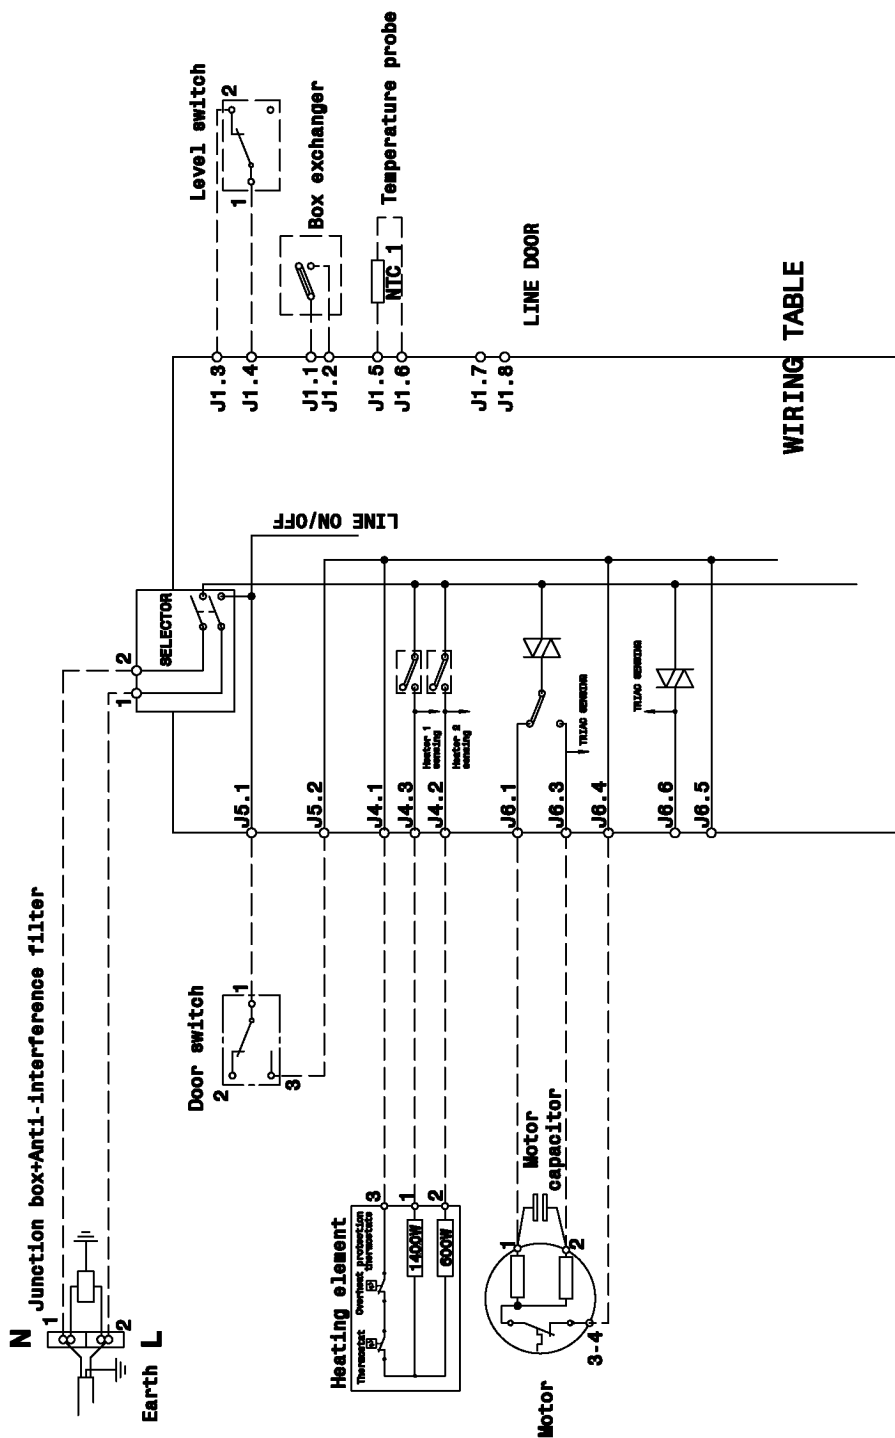 Level switch
2
1
Box exchanger
Temperature probe
NTC 1
LINE DOOR
WIRING TABLE
J1.3
J1.4
J1.1
J1.2
J1.5
J1.6
J1.7
J1.8
LINE ON/OFF
SELECTOR
2
1
Heater 1
sensing
Heater 2
sensing
TRIAC SENSING
TRIAC SENSING
J5.1
J5.2
J4.1
J4.3
J4.2
J6.1
J6.3
J6.4
J6.6
J6.5
Junction box+Anti-interference filter
N
1
2
L
Earth
Door switch
1
2
3
Heating element
Thermostat
Overheat protection
thermostats
3
1
2
1400W
600W
Motor
capacitor
1
2
3-4
Motor